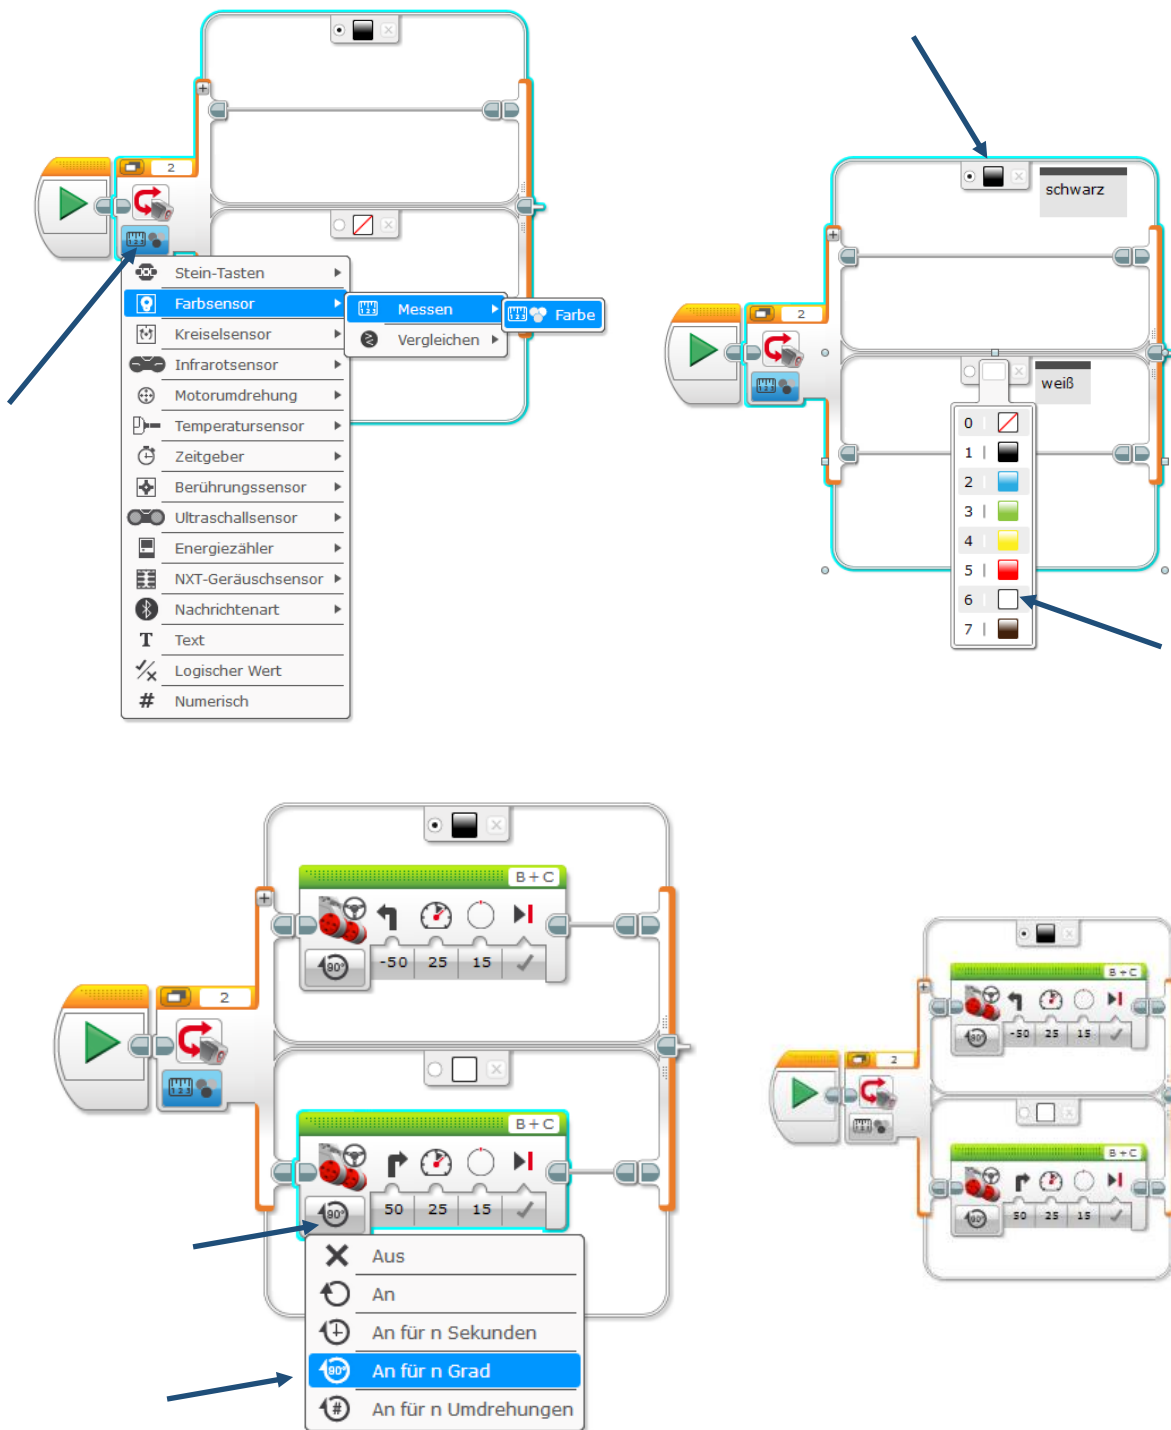 2
Stein-Tasten
Farbsensor
Kreiselsensor
Infrarotsensor
Motorumdrehung
Temperatursensor
Zeitgeber
Berührungssensor
Ultraschallsensor
Energiezähler
NXT-Geräuschsensor
Nachrichtenart
T Text
Logischer Wert
# Numerisch
Messen
Vergleichen
Farbe
schwarz
2
weiß
0
1
2
3
4
5
6
7
B + C
-50 25 15
2
B + C
50 25 15
Aus
An
An für n Sekunden
An für n Grad
An für n Umdrehungen
B + C
-50 25 15
2
B + C
50 25 15